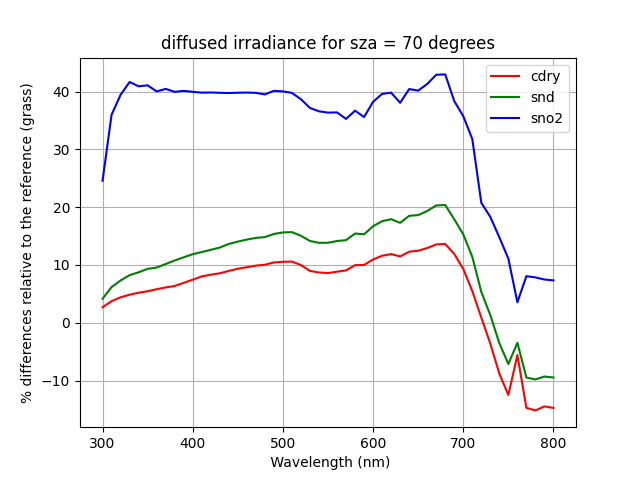 diffused irradiance for sza = 70 degrees
% differences relative to the reference (grass)
40
30
20
10
0
−10
300 400 500 600 700 800
Wavelength (nm)
cdry
snd
sno2